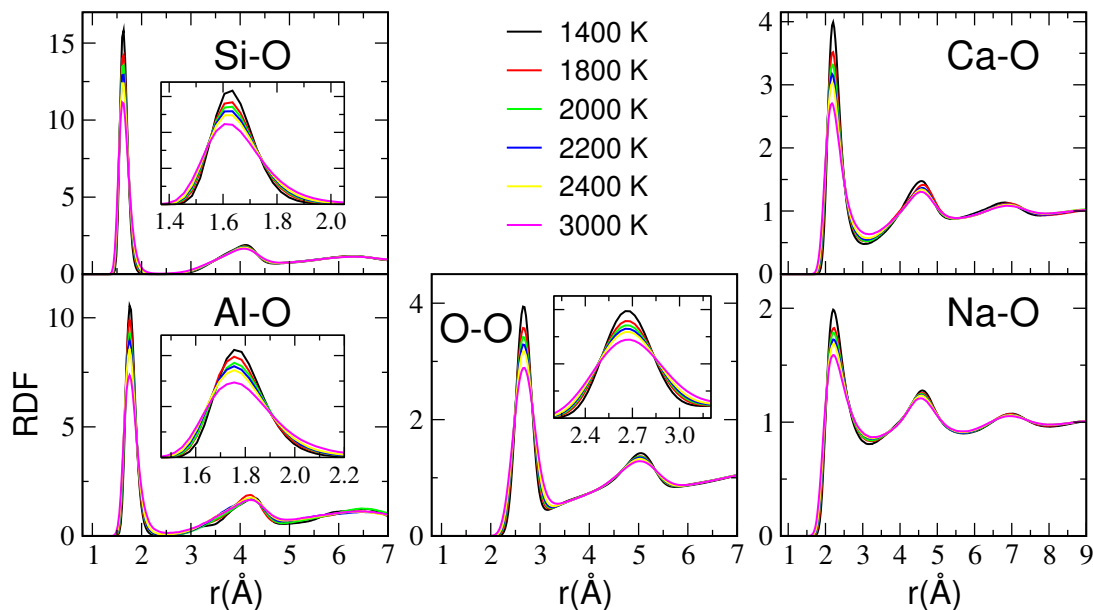 Si-O
15
10
5
0
1.4 1.6 1.8 2.0
1400 K
1800 K
2000 K
2200 K
2400 K
3000 K
Ca-O
4
3
2
1
0
Al-O
RDF
10
5
0
1.6 1.8 2.0 2.2
1 2 3 4 5 6 7
r(Å)
O-O
4
2
0
2.4 2.7 3.0
1 2 3 4 5 6 7
r(Å)
Na-O
2
1
0
1 2 3 4 5 6 7 8 9
r(Å)